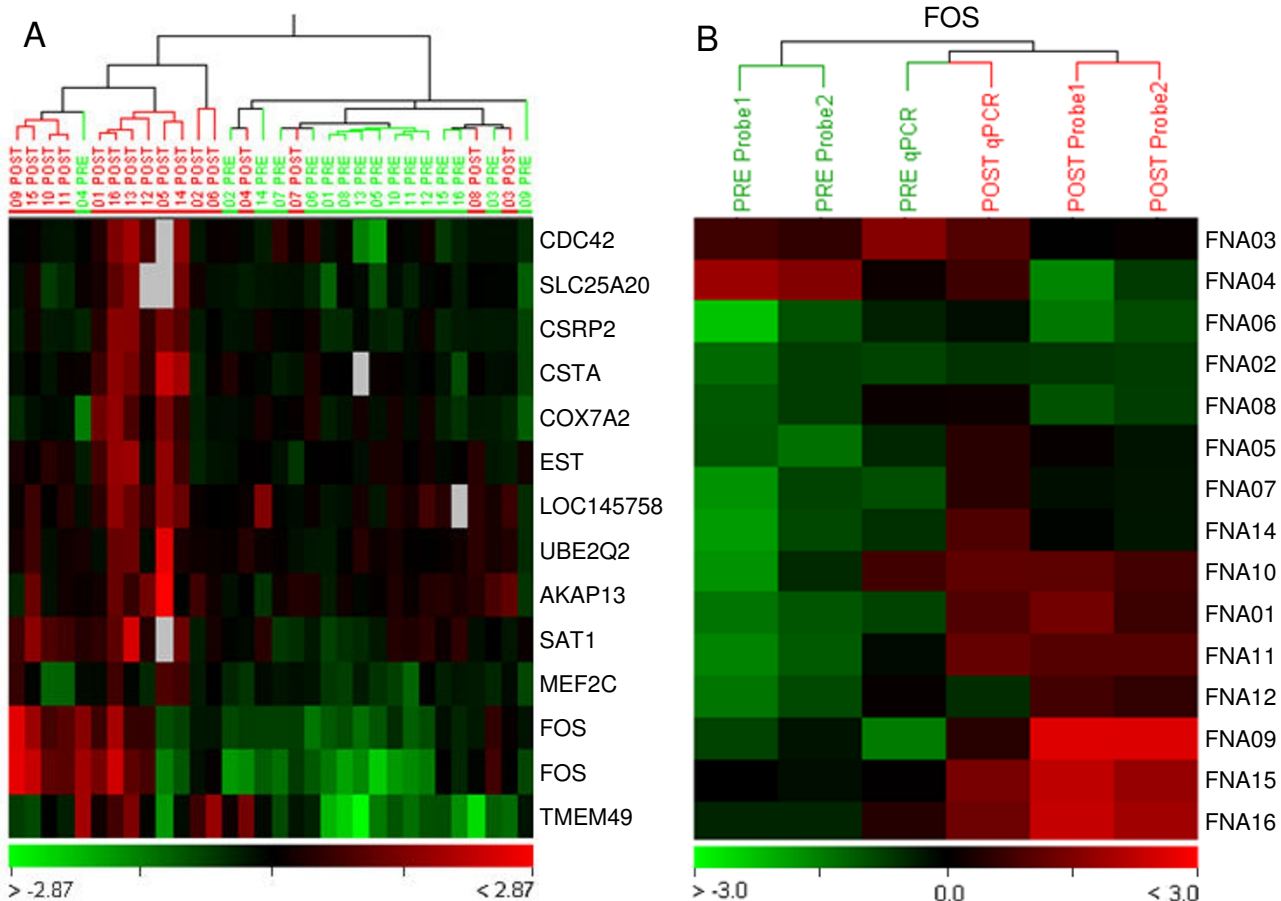 A
09 POST
15 POST
10 POST
11 POST
04 PRE
01 POST
16 POST
13 POST
12 POST
05 POST
14 POST
02 POST
06 POST
02 PRE
04 POST
14 PRE
07 PRE
07 POST
06 PRE
01 PRE
08 PRE
13 PRE
05 PRE
10 PRE
11 PRE
12 PRE
15 PRE
16 PRE
08 POST
03 PRE
03 POST
09 PRE
CDC42
SLC25A20
CSRP2
CSTA
COX7A2
EST
LOC145758
UBE2Q2
AKAP13
SAT1
MEF2C
FOS
FOS
TMEM49
> -2.87
< 2.87
B
FOS
PRE Probe1
PRE Probe2
PRE qPCR
POST qPCR
POST Probe1
POST Probe2
FNA03
FNA04
FNA06
FNA02
FNA08
FNA05
FNA07
FNA14
FNA10
FNA01
FNA11
FNA12
FNA09
FNA15
FNA16
> -3.0
0.0
< 3.0